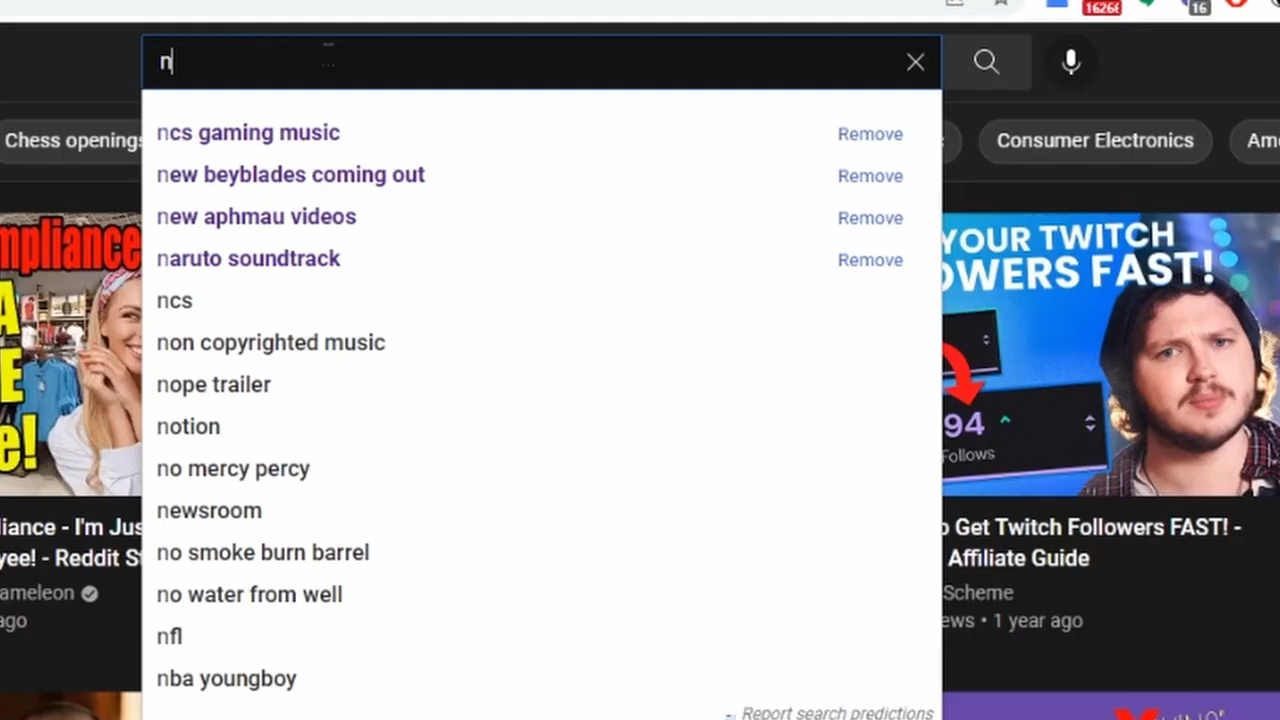 16266
16
n
ncs gaming music Remove
new beyblades coming out Remove
new aphmau videos Remove
naruto soundtrack Remove
ncs
non copyrighted music
nope trailer
notion
no mercy percy
newsroom
no smoke burn barrel
no water from well
nfl
nba youngboy
Report search predictions
Chess openings
Consumer Electronics
Am
mpliance
A
E
e!
liance - I'm Jus
yee! - Reddit S
ameleon
ago
YOUR TWITCH
OWERS FAST!
94
Follows
o Get Twitch Followers FAST! -
Affiliate Guide
Scheme
ews • 1 year ago